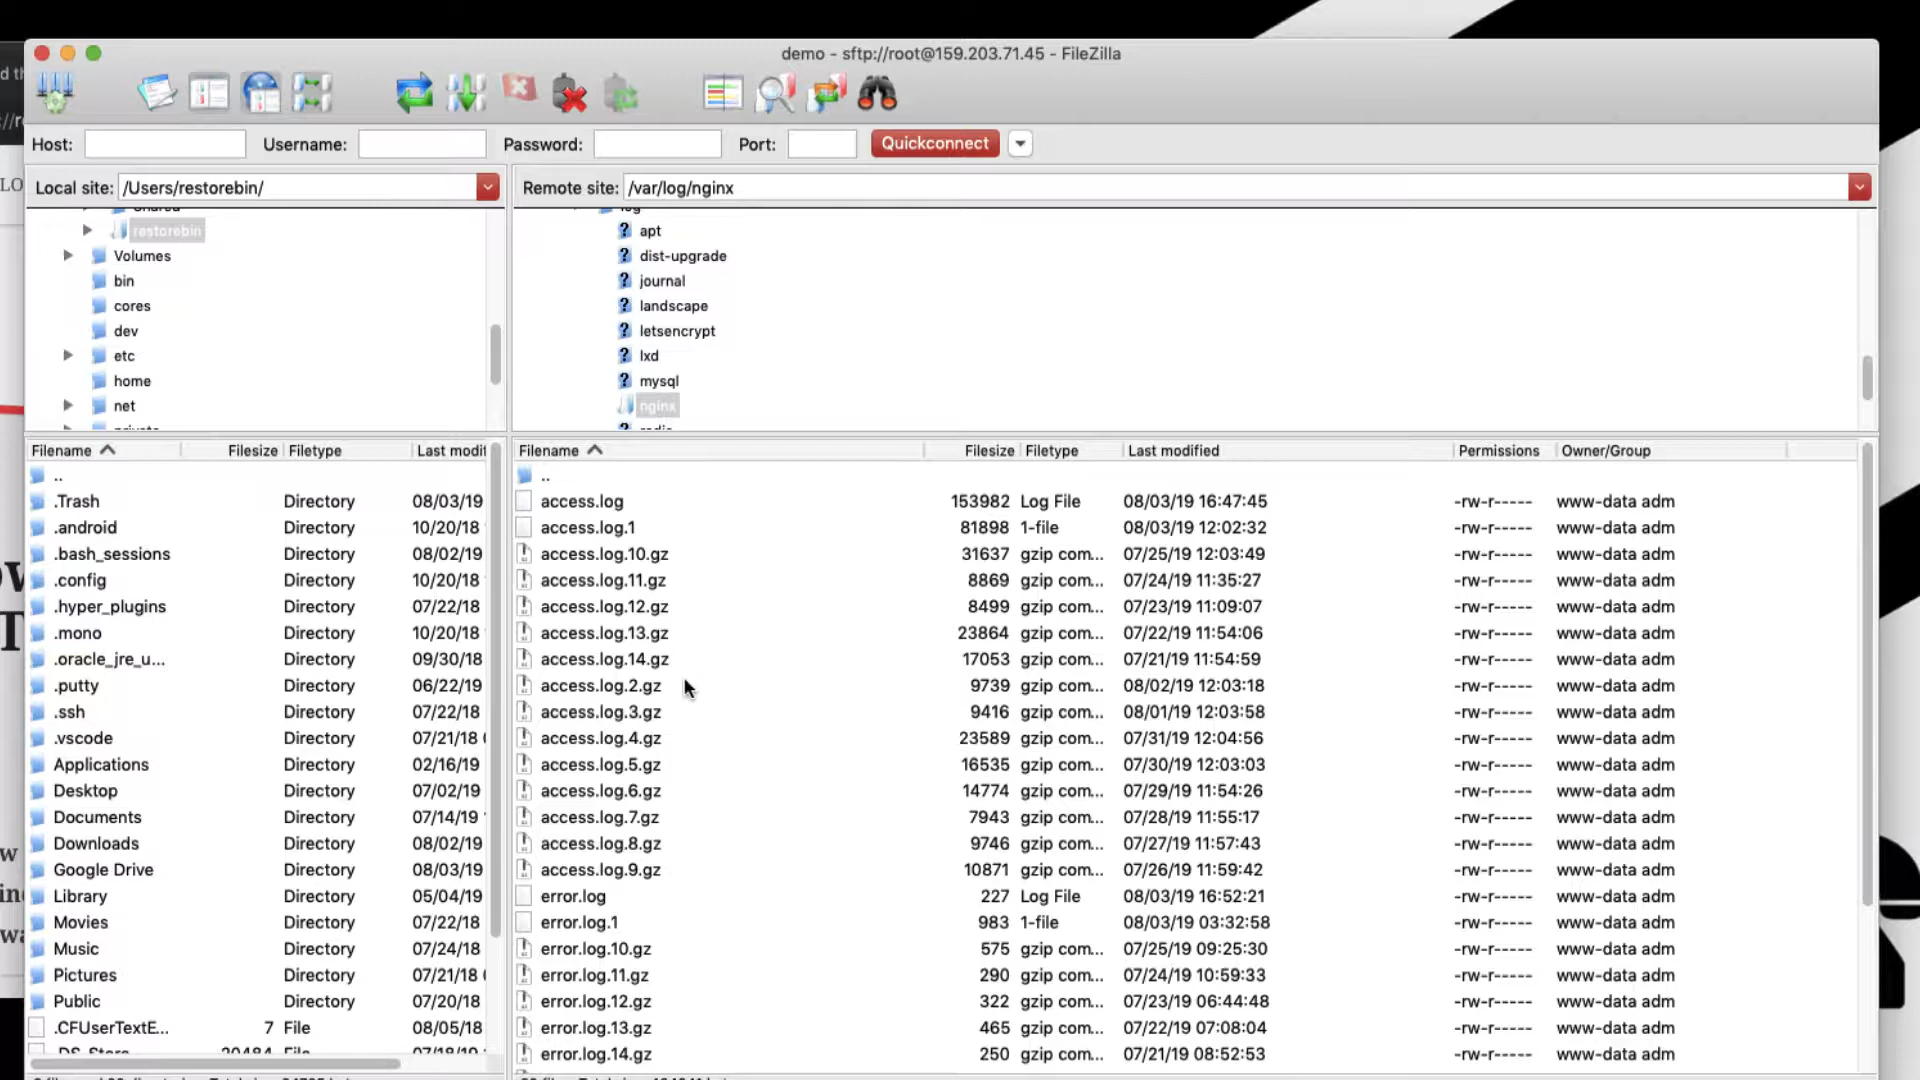 demo - sftp://root@159.203.71.45 - FileZilla
Host: Username: Password: Port: Quickconnect
Local site: /Users/restorebin/
Remote site: /var/log/nginx
restorebin
Volumes
bin
cores
dev
etc
home
net
log
apt
dist-upgrade
journal
landscape
letsencrypt
lxd
mysql
nginx
Filename Filesize Filetype Last modif
..
.Trash Directory 08/03/19
.android Directory 10/20/18
.bash_sessions Directory 08/02/19
.config Directory 10/20/18
.hyper_plugins Directory 07/22/18
.mono Directory 10/20/18
.oracle_jre_u... Directory 09/30/18
.putty Directory 06/22/19
.ssh Directory 07/22/18
.vscode Directory 07/21/18
Applications Directory 02/16/19
Desktop Directory 07/02/19
Documents Directory 07/14/19
Downloads Directory 08/02/19
Google Drive Directory 08/03/19
Library Directory 05/04/19
Movies Directory 07/22/18
Music Directory 07/24/18
Pictures Directory 07/21/18
Public Directory 07/20/18
.CFUserTextE... 7 File 08/05/18
Filename Filesize Filetype Last modified Permissions Owner/Group
..
access.log 153982 Log File 08/03/19 16:47:45 -rw-r----- www-data adm
access.log.1 81898 1-file 08/03/19 12:02:32 -rw-r----- www-data adm
access.log.10.gz 31637 gzip com... 07/25/19 12:03:49 -rw-r----- www-data adm
access.log.11.gz 8869 gzip com... 07/24/19 11:35:27 -rw-r----- www-data adm
access.log.12.gz 8499 gzip com... 07/23/19 11:09:07 -rw-r----- www-data adm
access.log.13.gz 23864 gzip com... 07/22/19 11:54:06 -rw-r----- www-data adm
access.log.14.gz 17053 gzip com... 07/21/19 11:54:59 -rw-r----- www-data adm
access.log.2.gz 9739 gzip com... 08/02/19 12:03:18 -rw-r----- www-data adm
access.log.3.gz 9416 gzip com... 08/01/19 12:03:58 -rw-r----- www-data adm
access.log.4.gz 23589 gzip com... 07/31/19 12:04:56 -rw-r----- www-data adm
access.log.5.gz 16535 gzip com... 07/30/19 12:03:03 -rw-r----- www-data adm
access.log.6.gz 14774 gzip com... 07/29/19 11:54:26 -rw-r----- www-data adm
access.log.7.gz 7943 gzip com... 07/28/19 11:55:17 -rw-r----- www-data adm
access.log.8.gz 9746 gzip com... 07/27/19 11:57:43 -rw-r----- www-data adm
access.log.9.gz 10871 gzip com... 07/26/19 11:59:42 -rw-r----- www-data adm
error.log 227 Log File 08/03/19 16:52:21 -rw-r----- www-data adm
error.log.1 983 1-file 08/03/19 03:32:58 -rw-r----- www-data adm
error.log.10.gz 575 gzip com... 07/25/19 09:25:30 -rw-r----- www-data adm
error.log.11.gz 290 gzip com... 07/24/19 10:59:33 -rw-r----- www-data adm
error.log.12.gz 322 gzip com... 07/23/19 06:44:48 -rw-r----- www-data adm
error.log.13.gz 465 gzip com... 07/22/19 07:08:04 -rw-r----- www-data adm
error.log.14.gz 250 gzip com... 07/21/19 08:52:53 -rw-r----- www-data adm